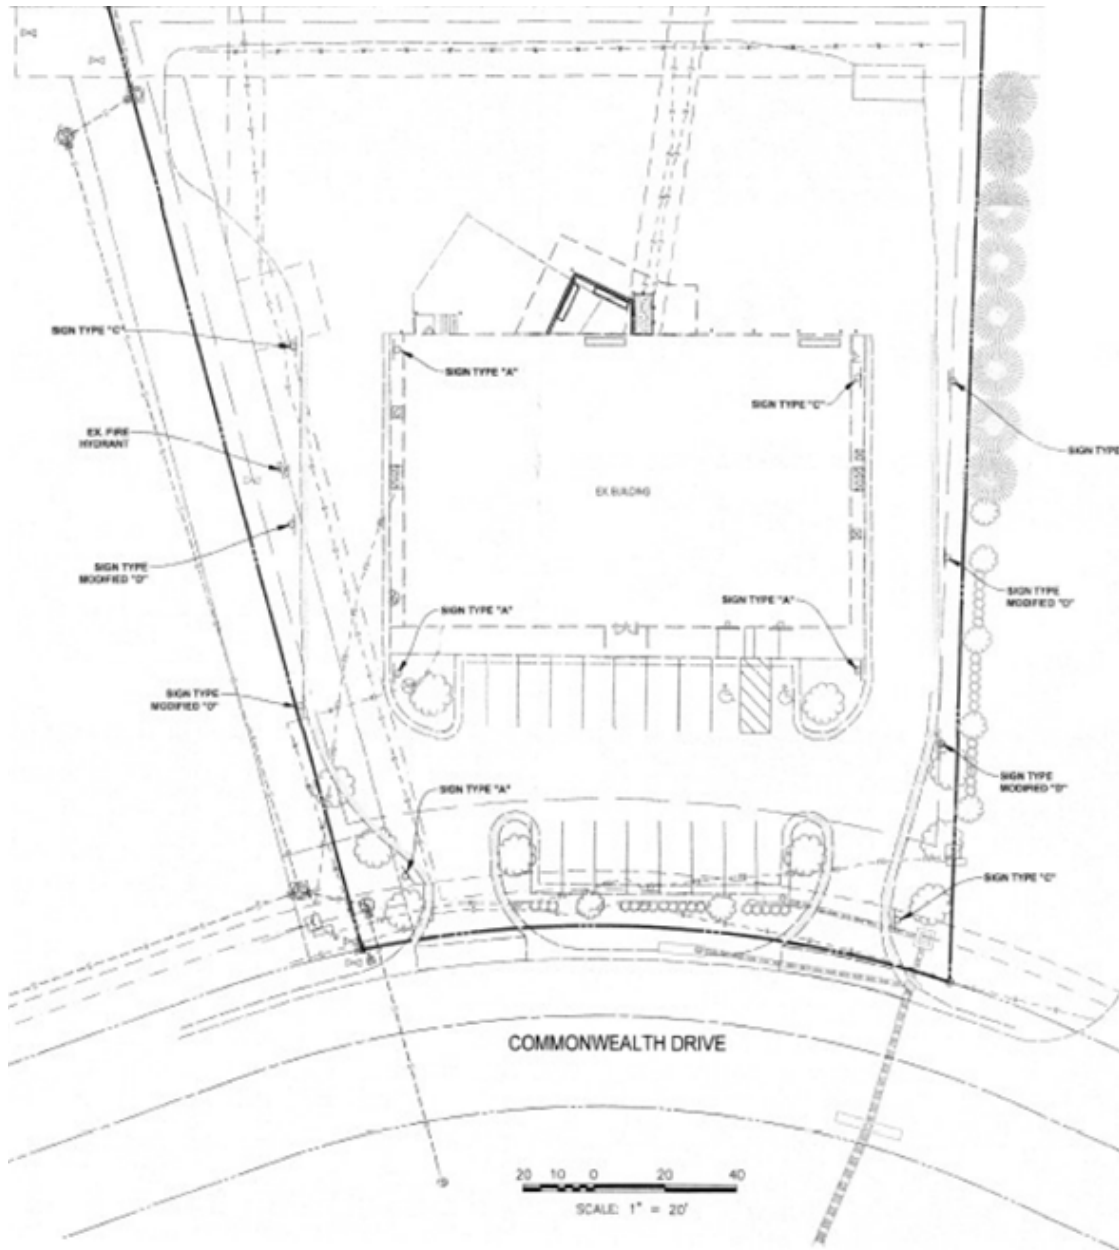 SIGN TYPE "C"
SIGN TYPE "A"
SIGN TYPE "C"
EX. FIRE
HYDRANT
SIGN TYPE
EX.BUILDING
SIGN TYPE
MODIFIED "D"
SIGN TYPE
MODIFIED "D"
SIGN TYPE "A"
SIGN TYPE "A"
SIGN TYPE
MODIFIED "D"
SIGN TYPE
MODIFIED "D"
SIGN TYPE "A"
SIGN TYPE "C"
COMMONWEALTH DRIVE
20 10 0 20 40
SCALE: 1" = 20'